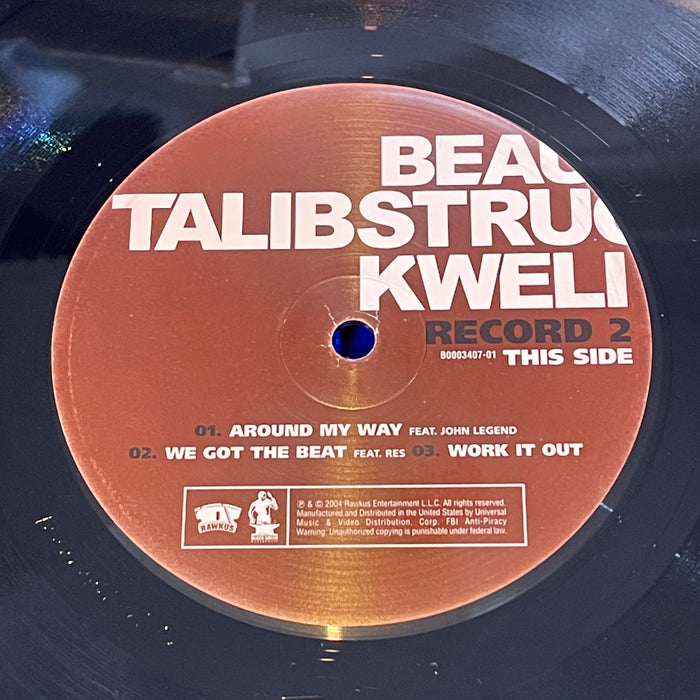 BEAU
TALIBSTRUC
KWELI
RECORD 2
B0003407-01 THIS SIDE
01. AROUND MY WAY FEAT. JOHN LEGEND
02. WE GOT THE BEAT FEAT. RES 03. WORK IT OUT
RAWKUS
BLACK SMITH
℗ & © 2004 Rawkus Entertainment L.L.C. All rights reserved.
Manufactured and Distributed in the United States by Universal
Music & Video Distribution. Corp. FBI Anti-Piracy
Warning: Unauthorized copying is punishable under federal law.